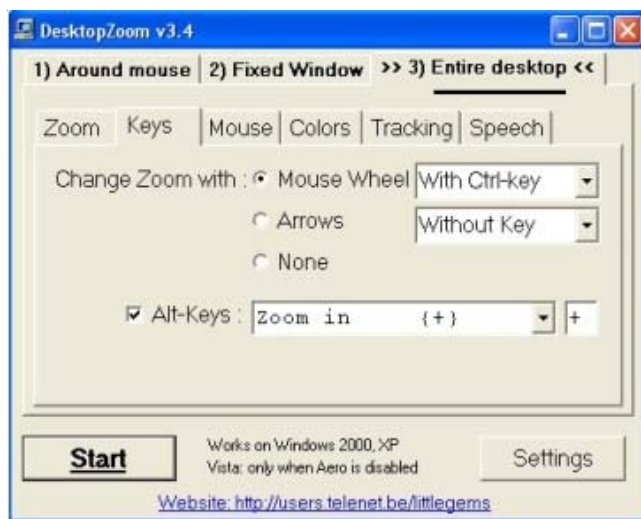 DesktopZoom v3.4
1) Around mouse 2) Fixed Window >> 3) Entire desktop <<
Zoom Keys Mouse Colors Tracking Speech
Change Zoom with : Mouse Wheel With Ctrl-key
Arrows Without Key
None
Alt-Keys : Zoom in {+} +
Start Works on Windows 2000, XP Settings
Vista: only when Aero is disabled
Website: http://users.telenet.be/littlegems